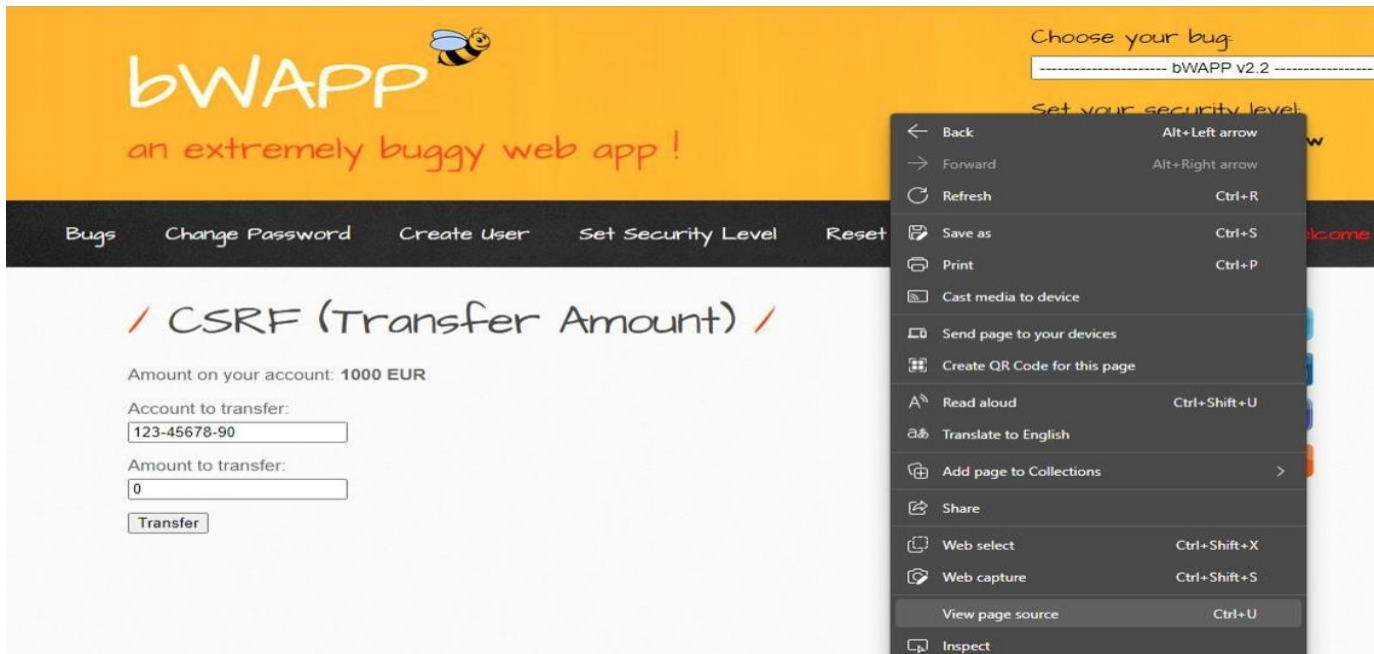 bWAPP
an extremely buggy web app !
Choose your bug:
---------------------- bWAPP v2.2 -----------------
Set your security level:
Bugs Change Password Create User Set Security Level Reset
/ CSRF (Transfer Amount) /
Amount on your account: 1000 EUR
Account to transfer:
123-45678-90
Amount to transfer:
0
Transfer
Back Alt+Left arrow
Forward Alt+Right arrow
Refresh Ctrl+R
Save as Ctrl+S
Print Ctrl+P
Cast media to device
Send page to your devices
Create QR Code for this page
Read aloud Ctrl+Shift+U
Translate to English
Add page to Collections >
Share
Web select Ctrl+Shift+X
Web capture Ctrl+Shift+S
View page source Ctrl+U
Inspect